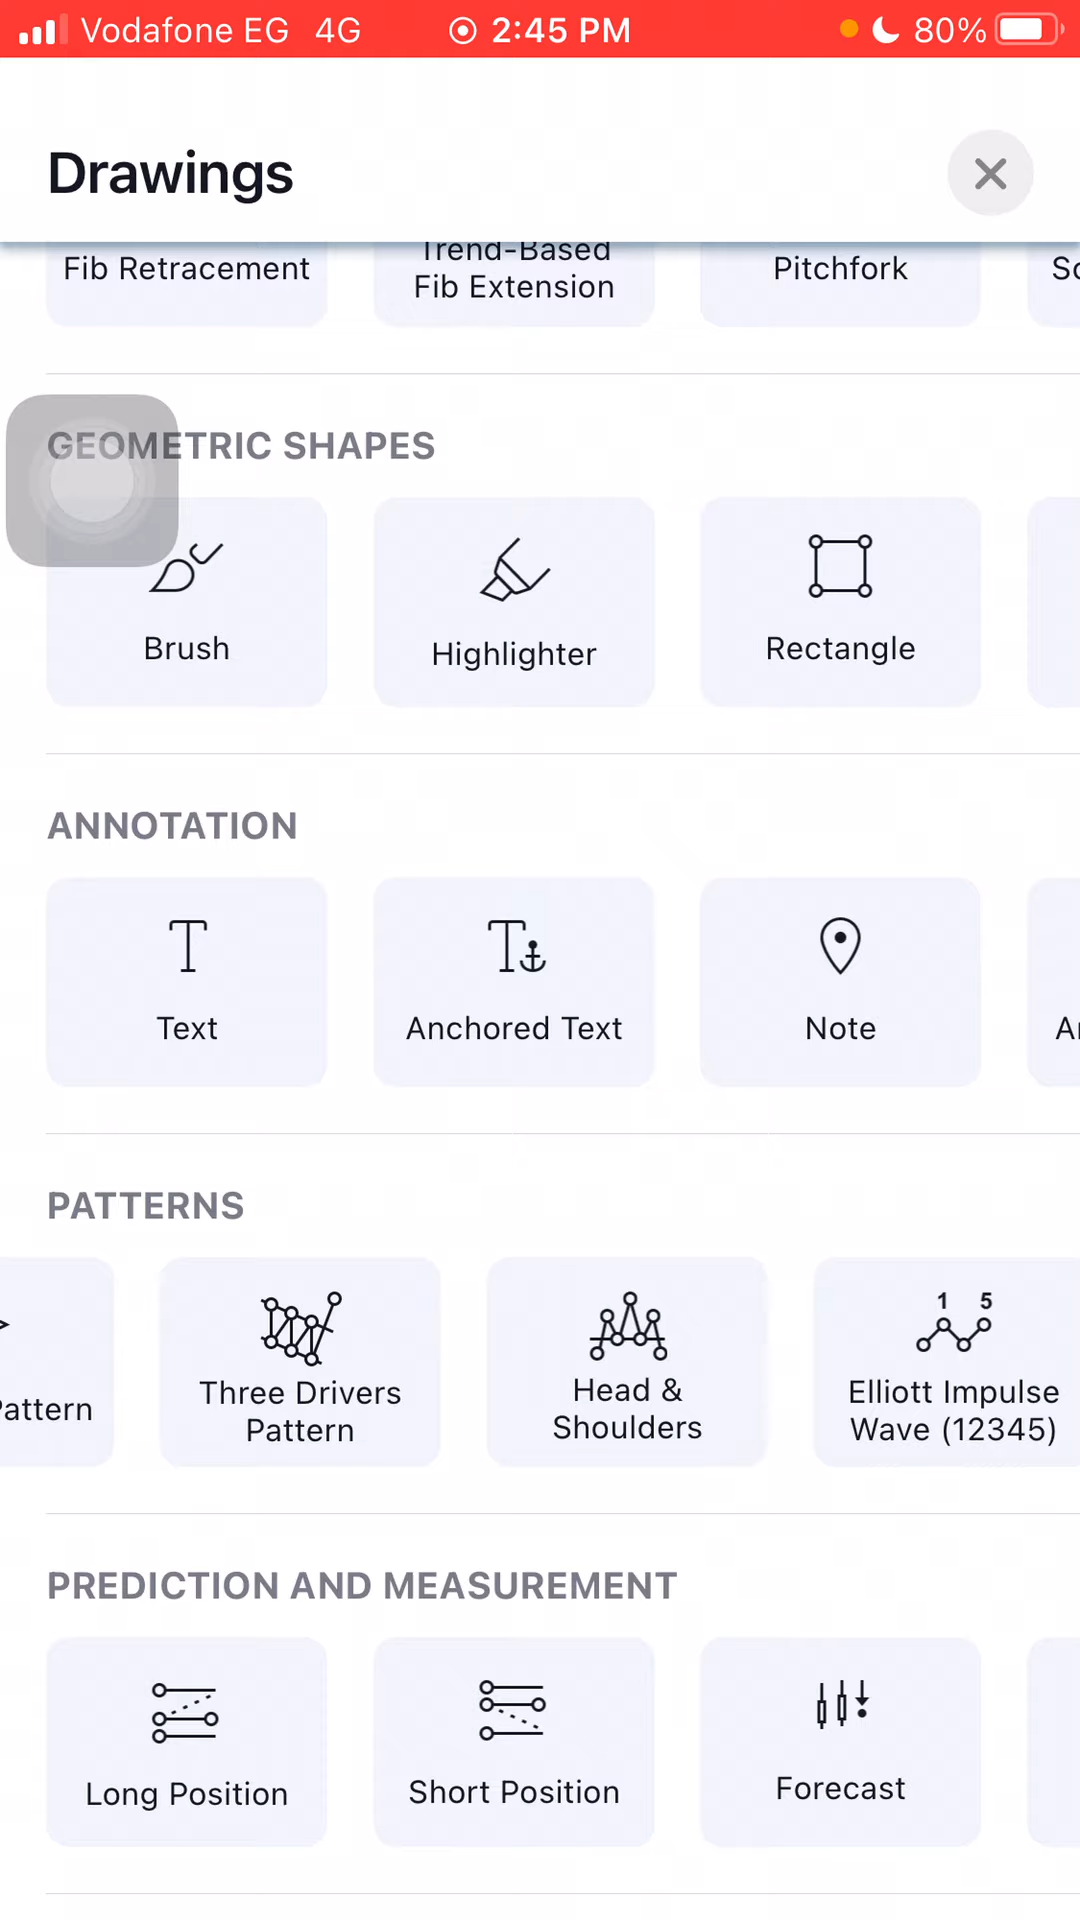 Vodafone EG 4G 2:45 PM 80%
Drawings
Fib Retracement
Trend-Based
Fib Extension
Pitchfork
GEOMETRIC SHAPES
Brush
Highlighter
Rectangle
ANNOTATION
Text
Anchored Text
Note
PATTERNS
Pattern
Three Drivers
Pattern
Head &
Shoulders
1 5
Elliott Impulse
Wave (12345)
PREDICTION AND MEASUREMENT
Long Position
Short Position
Forecast